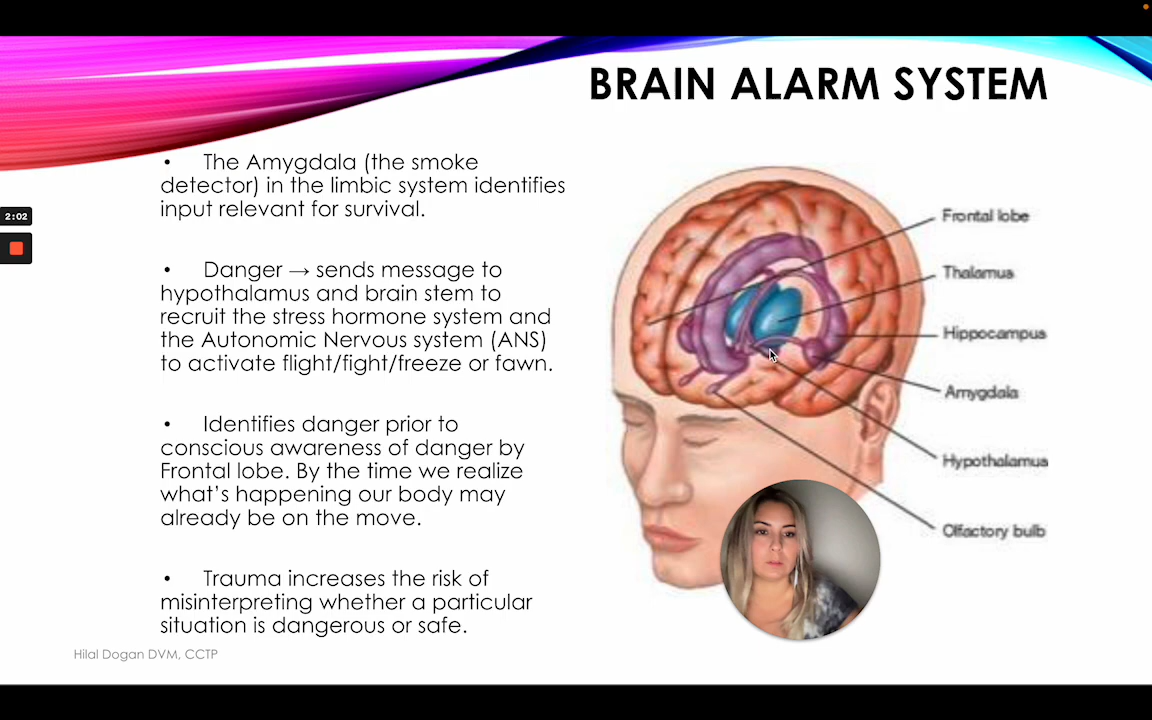 BRAIN ALARM SYSTEM
• The Amygdala (the smoke
detector) in the limbic system identifies
input relevant for survival.
• Danger → sends message to
hypothalamus and brain stem to
recruit the stress hormone system and
the Autonomic Nervous system (ANS)
to activate flight/fight/freeze or fawn.
• Identifies danger prior to
conscious awareness of danger by
Frontal lobe. By the time we realize
what's happening our body may
already be on the move.
• Trauma increases the risk of
misinterpreting whether a particular
situation is dangerous or safe.
Hilal Dogan DVM, CCTP
2:02
Frontal lobe
Thalamus
Hippocampus
Amygdala
Hypothalamus
Olfactory bulb